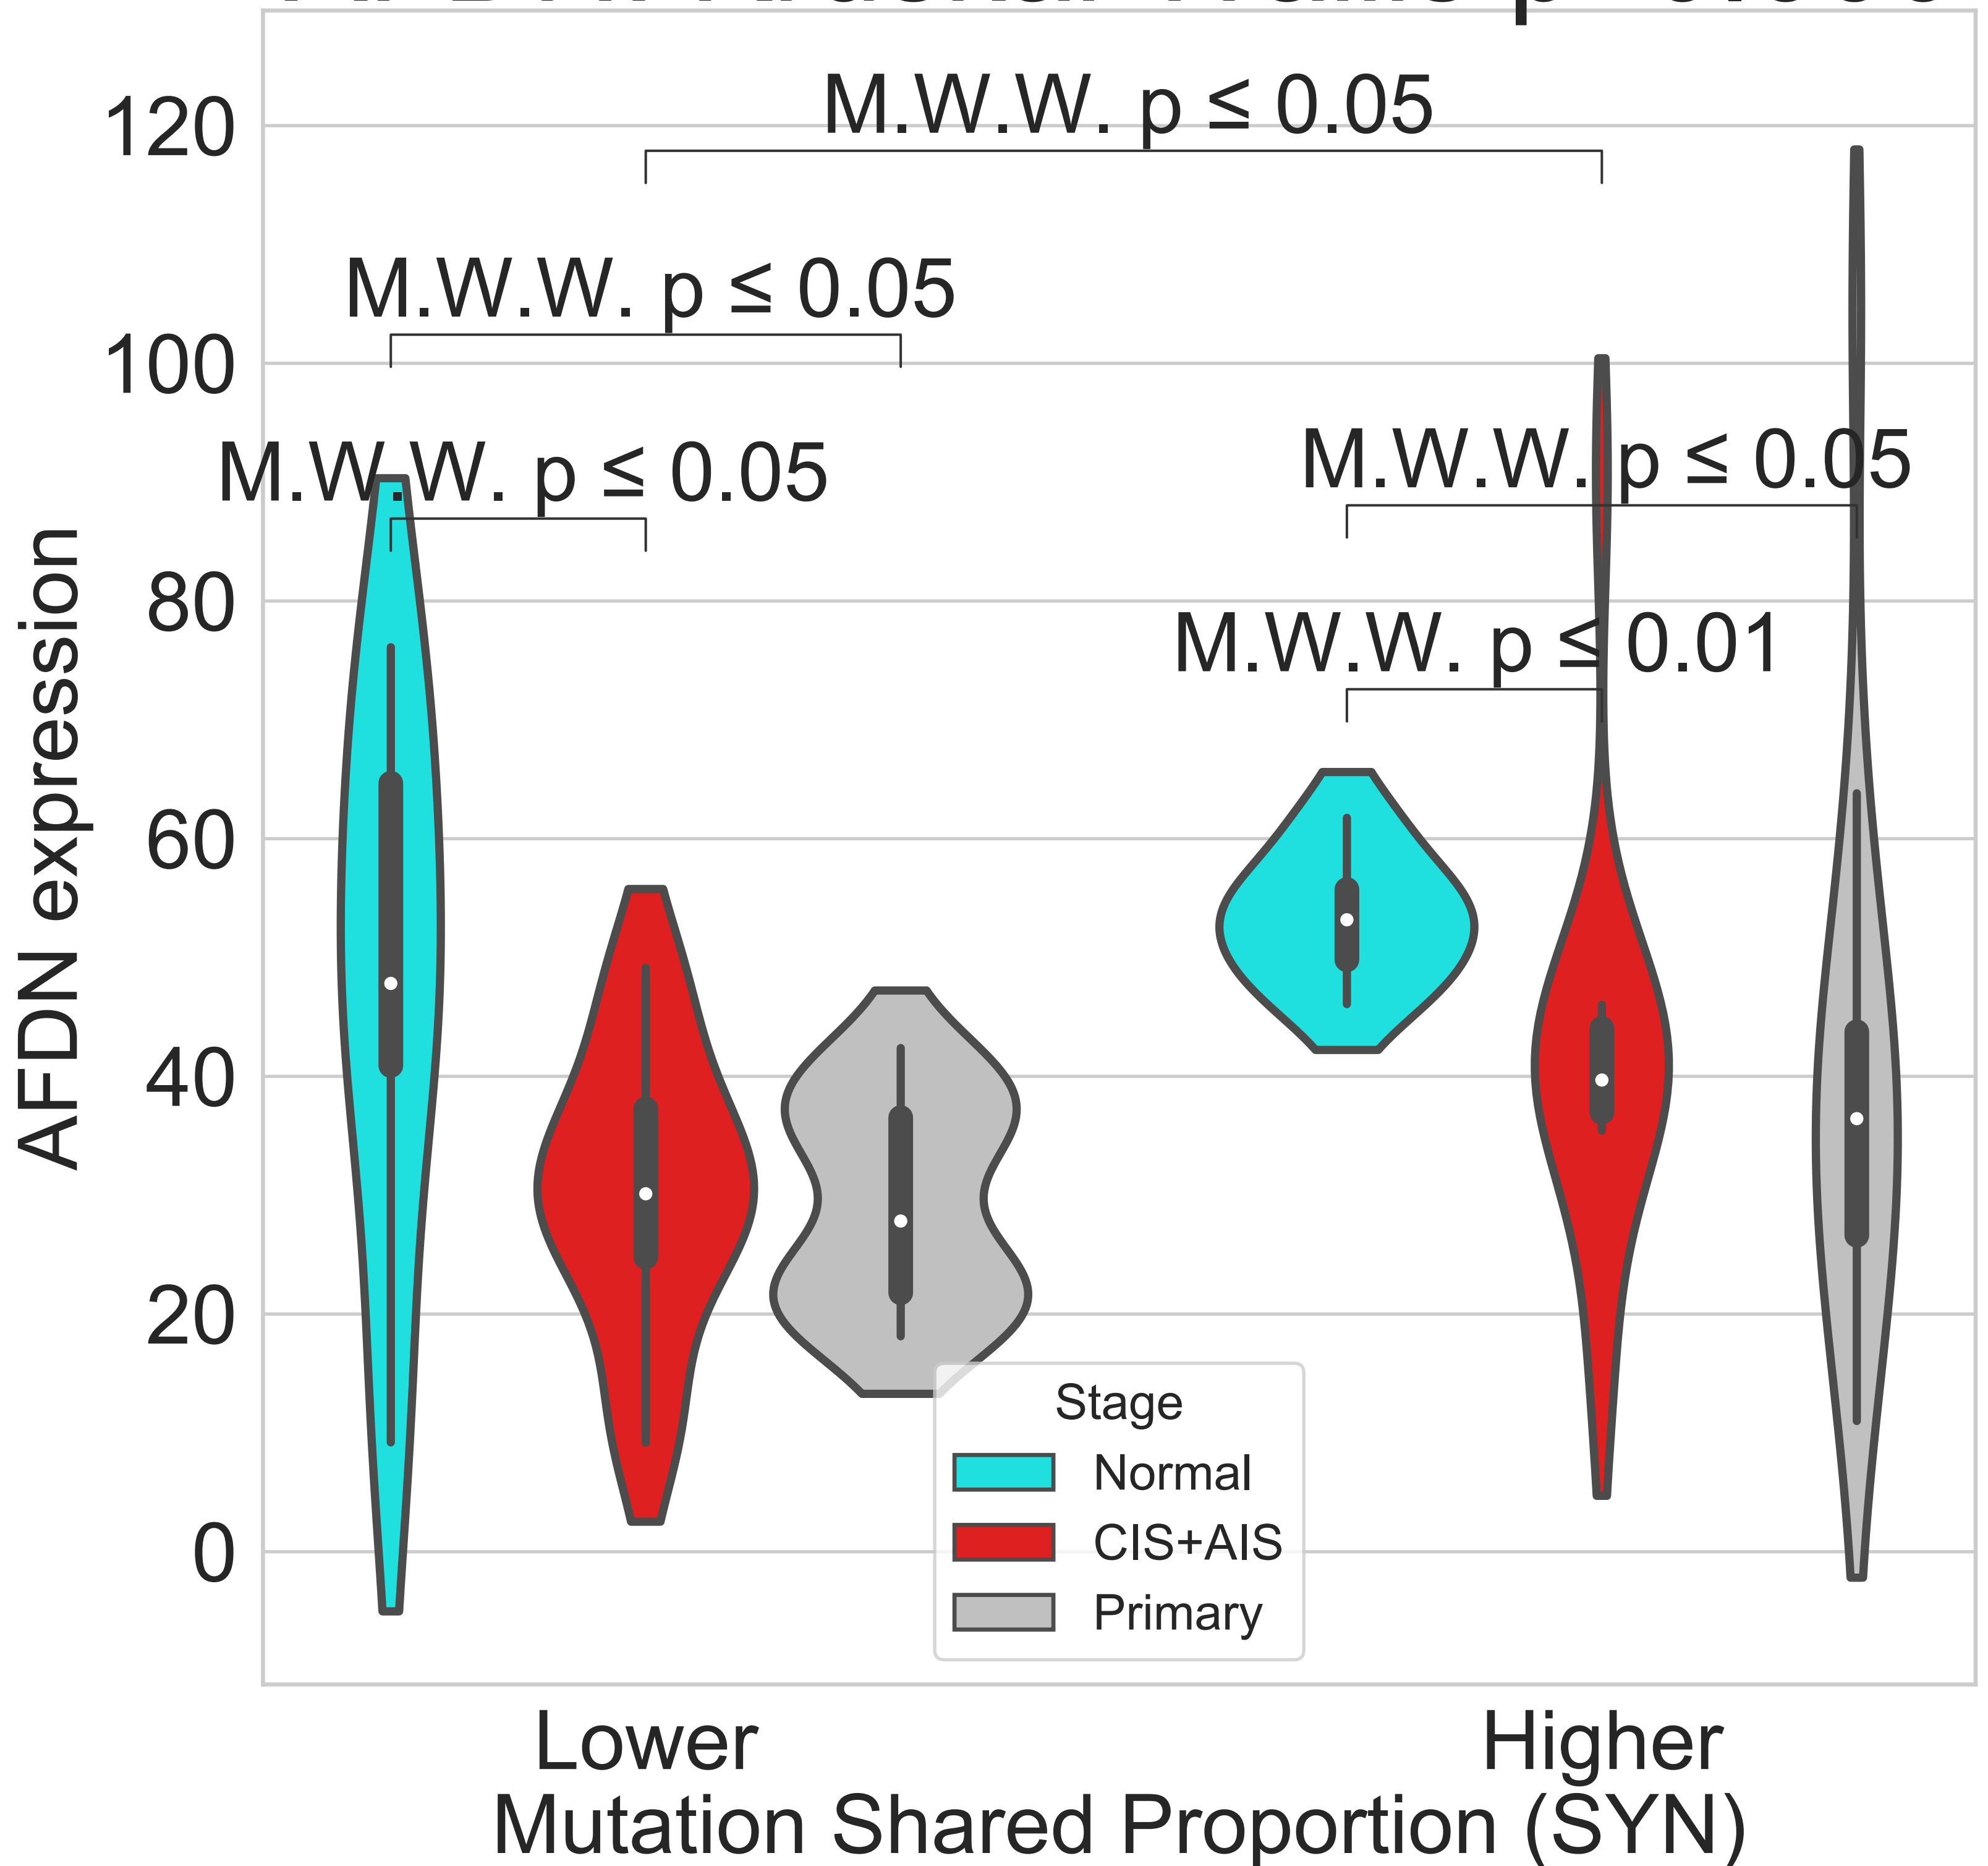 M.W.W. p ≤ 0.05
M.W.W. p ≤ 0.05
M.W.W. p ≤ 0.05
M.W.W. p ≤ 0.05
M.W.W. p ≤ 0.01
120
100
80
60
40
20
0
AFDN expression
Stage
Normal
CIS+AIS
Primary
Lower
Higher
Mutation Shared Proportion (SYN)